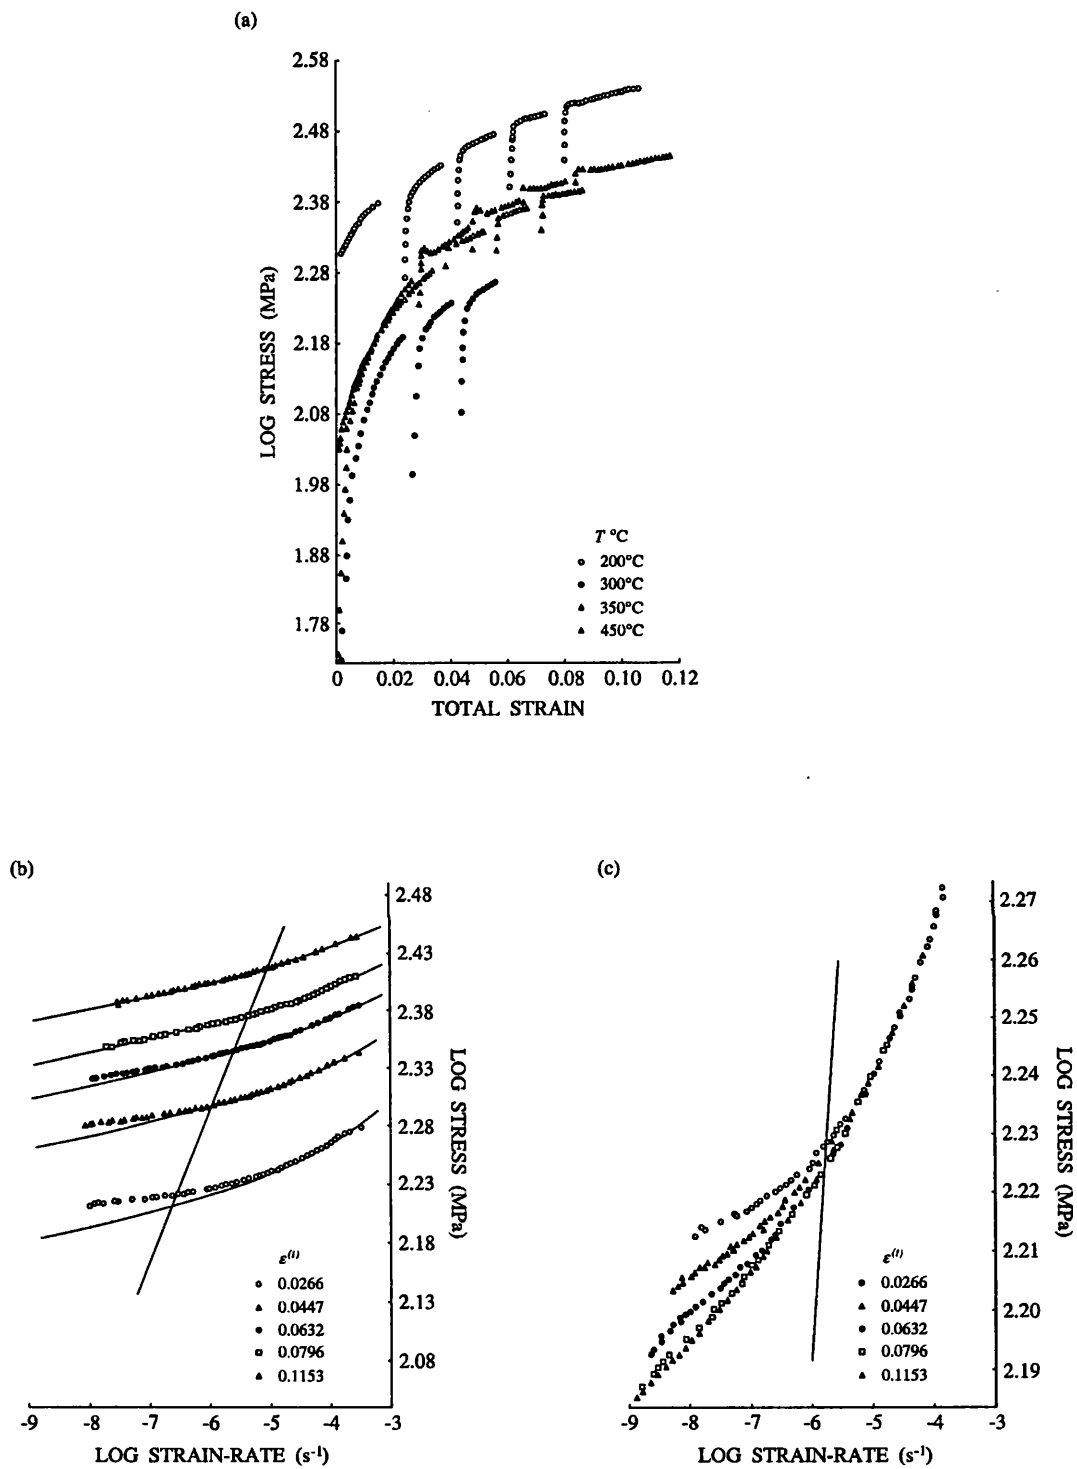 (a)
2.58
2.48
2.38
2.28
2.18
2.08
1.98
1.88
1.78
LOG STRESS (MPa)
T °C
200°C
300°C
350°C
450°C
0 0.02 0.04 0.06 0.08 0.10 0.12
TOTAL STRAIN
(b)
2.48
2.43
2.38
2.33
2.28
2.23
2.18
2.13
2.08
LOG STRESS (MPa)
ε(t)
0.0266
0.0447
0.0632
0.0796
0.1153
-9 -8 -7 -6 -5 -4 -3
LOG STRAIN-RATE (s-1)
(c)
2.27
2.26
2.25
2.24
2.23
2.22
2.21
2.20
2.19
LOG STRESS (MPa)
ε(t)
0.0266
0.0447
0.0632
0.0796
0.1153
-9 -8 -7 -6 -5 -4 -3
LOG STRAIN-RATE (s-1)